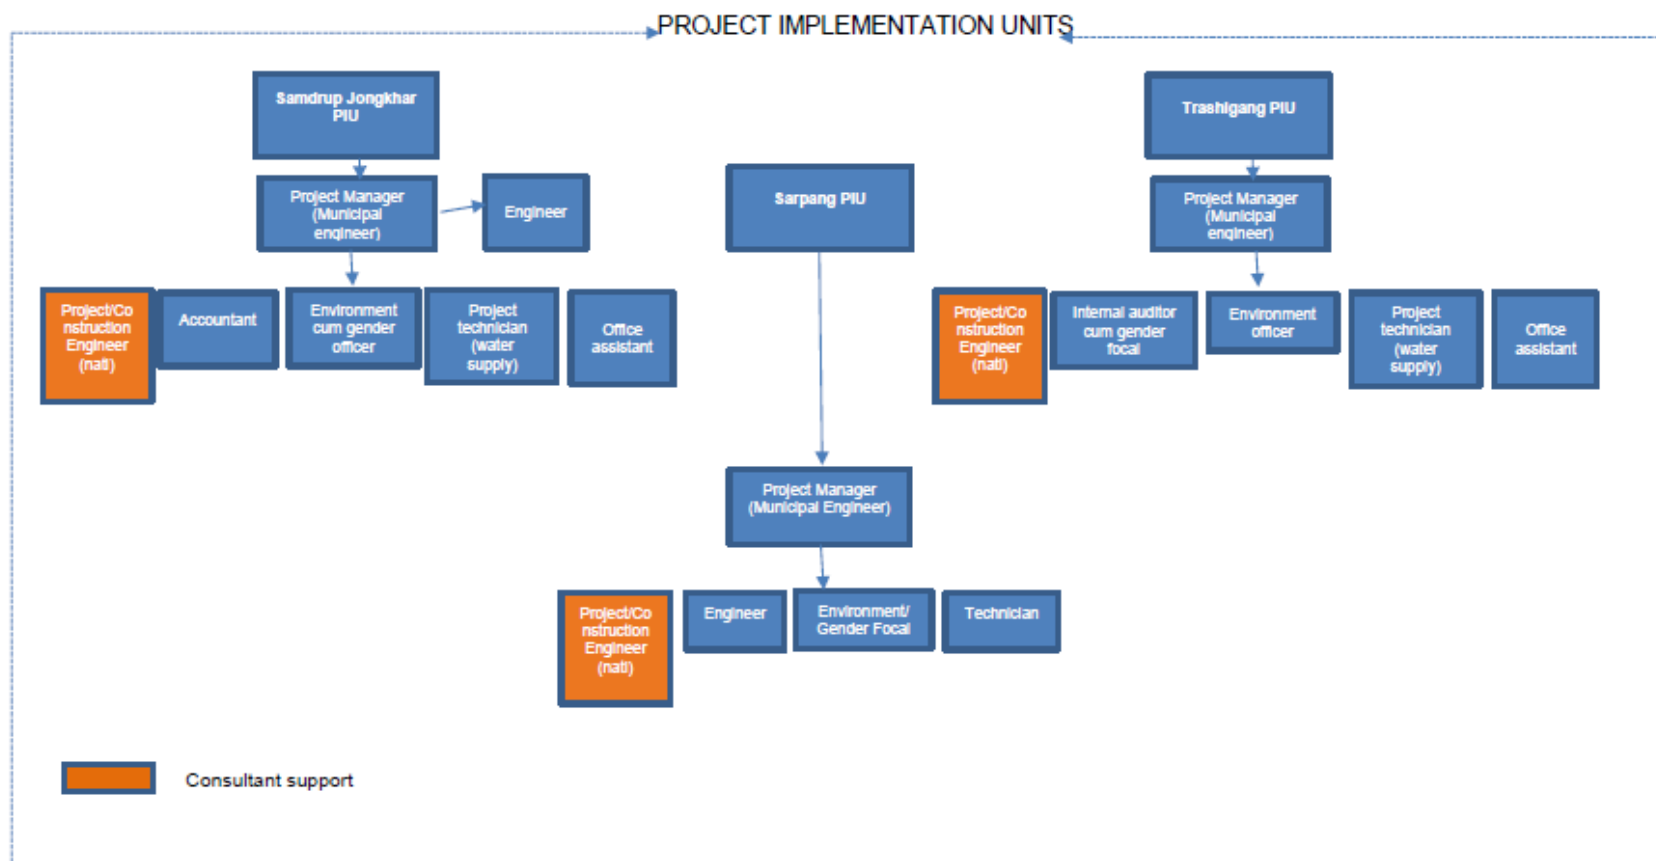 PROJECT IMPLEMENTATION UNITS
Samdrup Jongkhar
PIU
Project Manager
(Municipal
engineer)
Engineer
Project/Co
nstruction
Engineer
(natl)
Accountant
Environment
cum gender
officer
Project
technician
(water
supply)
Office
assistant
Sarpang PIU
Project Manager
(Municipal Engineer)
Project/Co
nstruction
Engineer
(natl)
Engineer
Environment/
Gender Focal
Technician
Trashigang PIU
Project Manager
(Municipal
engineer)
Project/Co
nstruction
Engineer
(natl)
Internal auditor
cum gender
focal
Environment
officer
Project
technician
(water
supply)
Office
assistant
Consultant support